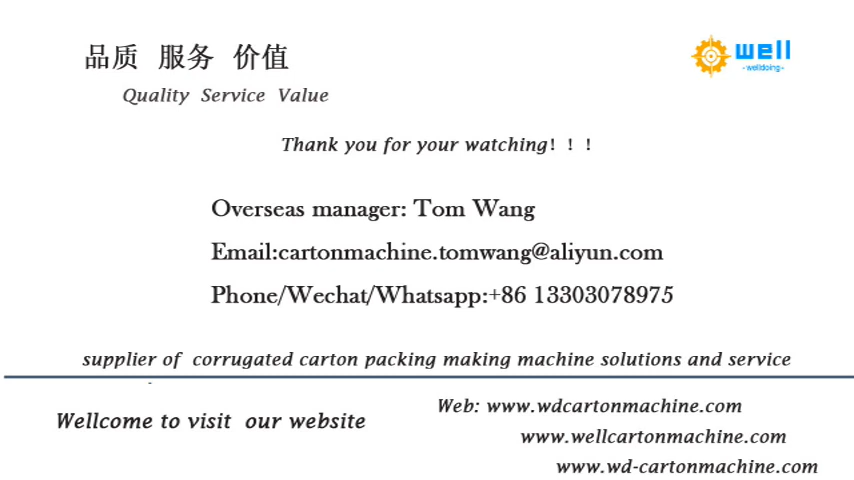 品质 服务 价值
well
-welldoing-
Quality Service Value
Thank you for your watching！！！
Overseas manager: Tom Wang
Email:cartonmachine.tomwang@aliyun.com
Phone/Wechat/Whatsapp:+86 13303078975
supplier of corrugated carton packing making machine solutions and service
Wellcome to visit our website
Web: www.wdcartonmachine.com
www.wellcartonmachine.com
www.wd-cartonmachine.com